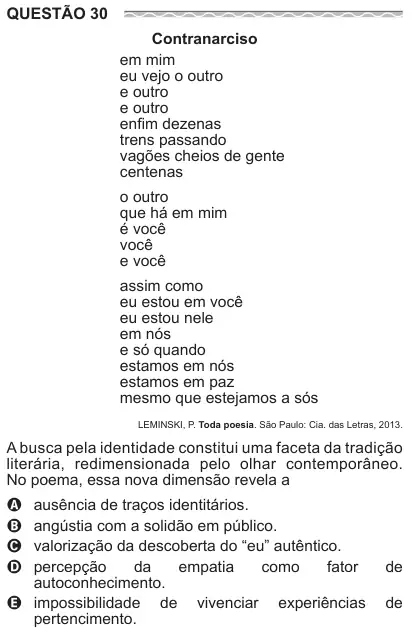 QUESTÃO 30
Contranarciso
em mim
eu vejo o outro
e outro
e outro
enfim dezenas
trens passando
vagões cheios de gente
centenas
o outro
que há em mim
é você
você
e você
assim como
eu estou em você
eu estou nele
em nós
e só quando
estamos em nós
estamos em paz
mesmo que estejamos a sós
LEMINSKI, P. Toda poesia. São Paulo: Cia. das Letras, 2013.
A busca pela identidade constitui uma faceta da tradição
literária, redimensionada pelo olhar contemporâneo.
No poema, essa nova dimensão revela a
A ausência de traços identitários.
B angústia com a solidão em público.
C valorização da descoberta do “eu” autêntico.
D percepção da empatia como fator de
autoconhecimento.
E impossibilidade de vivenciar experiências de
pertencimento.